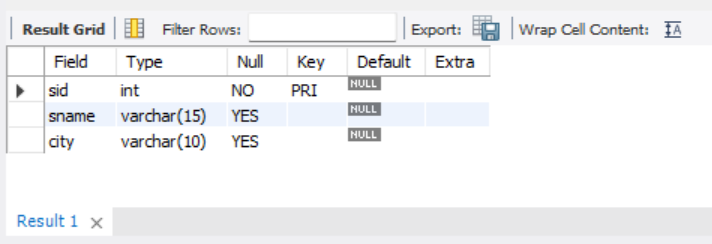 Result Grid Filter Rows: Export: Wrap Cell Content: IA
Field Type Null Key Default Extra
sid int NO PRI NULL
sname varchar(15) YES NULL
city varchar(10) YES NULL
Result 1 ×